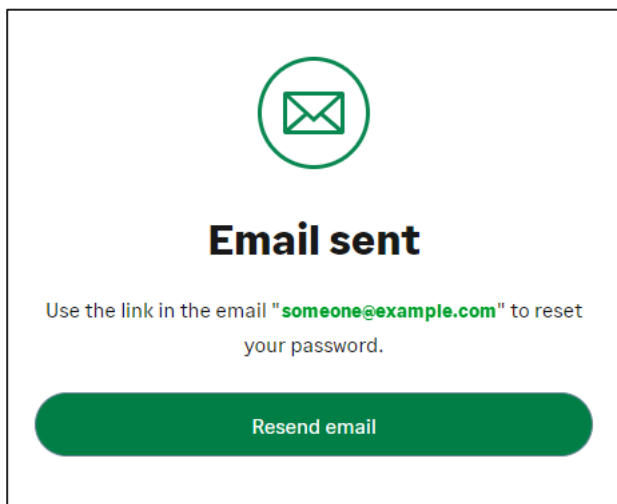 Email sent
Use the link in the email "someone@example.com" to reset
your password.
Resend email